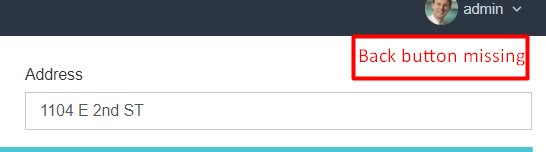 admin
Back button missing
Address
1104 E 2nd ST